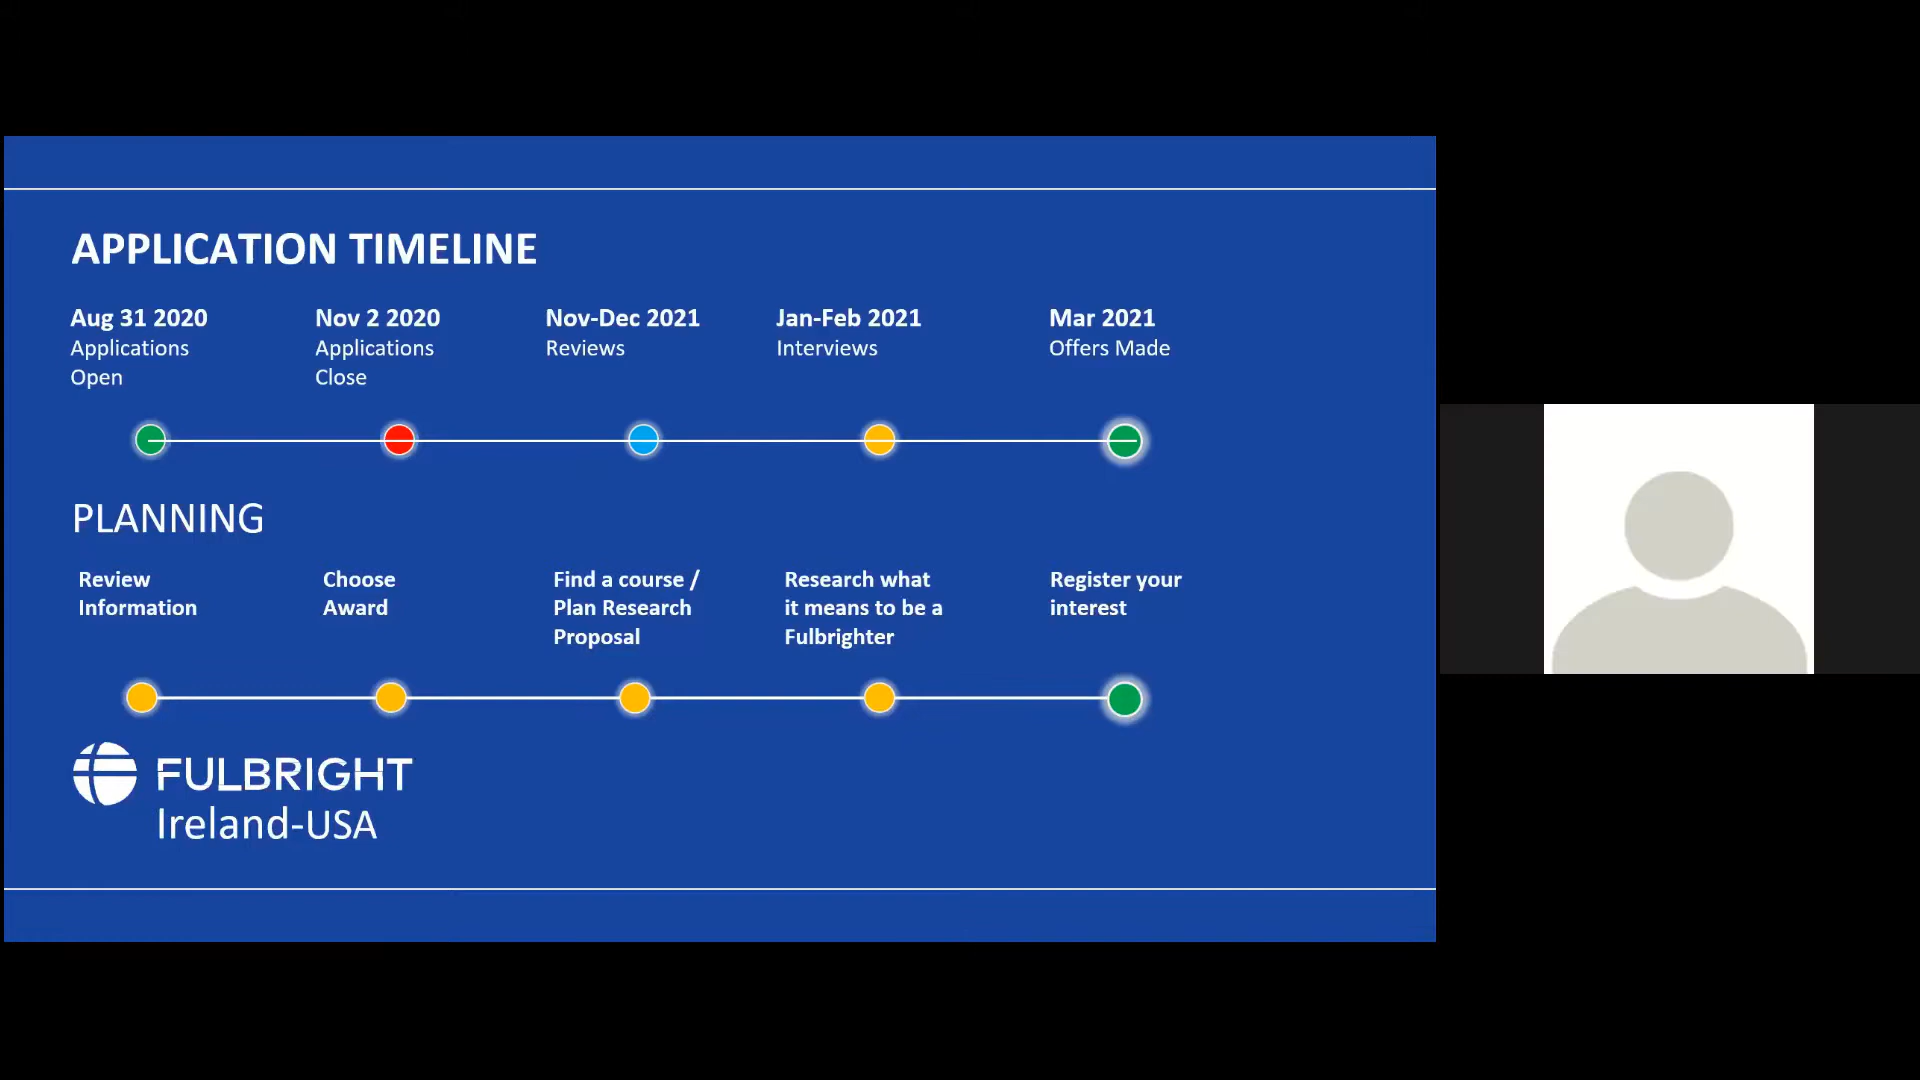 APPLICATION TIMELINE
Aug 31 2020
Applications
Open
Nov 2 2020
Applications
Close
Nov-Dec 2021
Reviews
Jan-Feb 2021
Interviews
Mar 2021
Offers Made
PLANNING
Review
Information
Choose
Award
Find a course /
Plan Research
Proposal
Research what
it means to be a
Fulbrighter
Register your
interest
FULBRIGHT
Ireland-USA